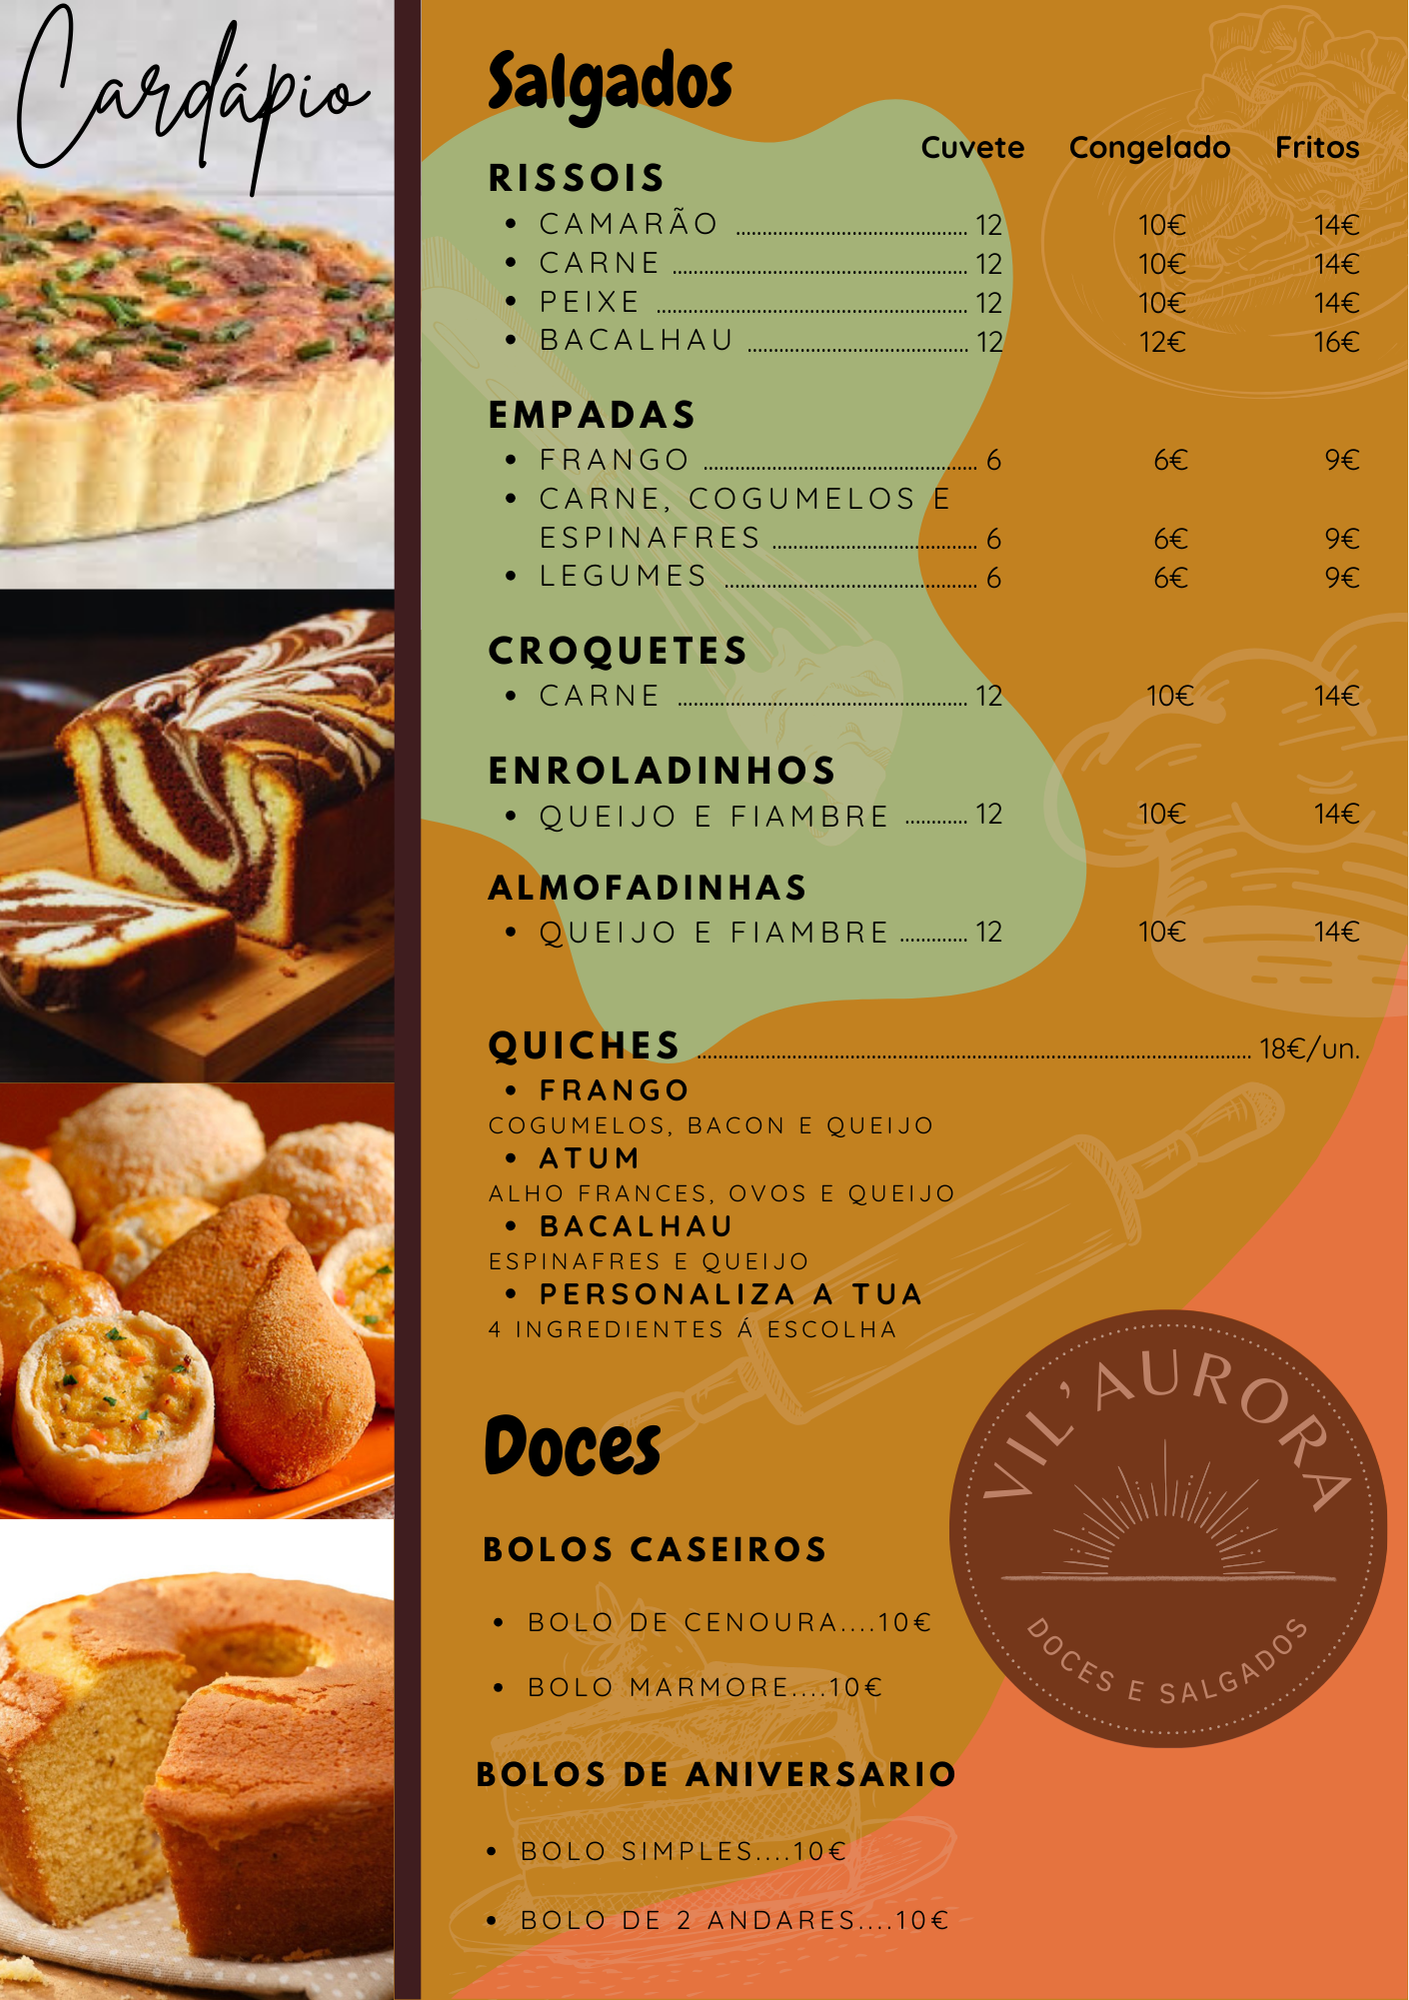 Cardápio
Salgados
Cuvete Congelado Fritos
RISSOIS
• CAMARÃO ........ 12 10€ 14€
• CARNE ........ 12 10€ 14€
• PEIXE ........ 12 10€ 14€
• BACALHAU ........ 12 12€ 16€
EMPADAS
• FRANGO ........ 6 6€ 9€
• CARNE, COGUMELOS E
ESPINAFRES ........ 6 6€ 9€
• LEGUMES ........ 6 6€ 9€
CROQUETES
• CARNE ........ 12 10€ 14€
ENROLADINHOS
• QUEIJO E FIAMBRE ........ 12 10€ 14€
ALMOFADINHAS
• QUEIJO E FIAMBRE ........ 12 10€ 14€
QUICHES ........ 18€/un.
• FRANGO
COGUMELOS, BACON E QUEIJO
• ATUM
ALHO FRANCES, OVOS E QUEIJO
• BACALHAU
ESPINAFRES E QUEIJO
• PERSONALIZA A TUA
4 INGREDIENTES Á ESCOLHA
Doces
BOLOS CASEIROS
• BOLO DE CENOURA....10€
• BOLO MARMORE....10€
BOLOS DE ANIVERSARIO
• BOLO SIMPLES....10€
• BOLO DE 2 ANDARES....10€
VIL'AURORA
DOCES E SALGADOS